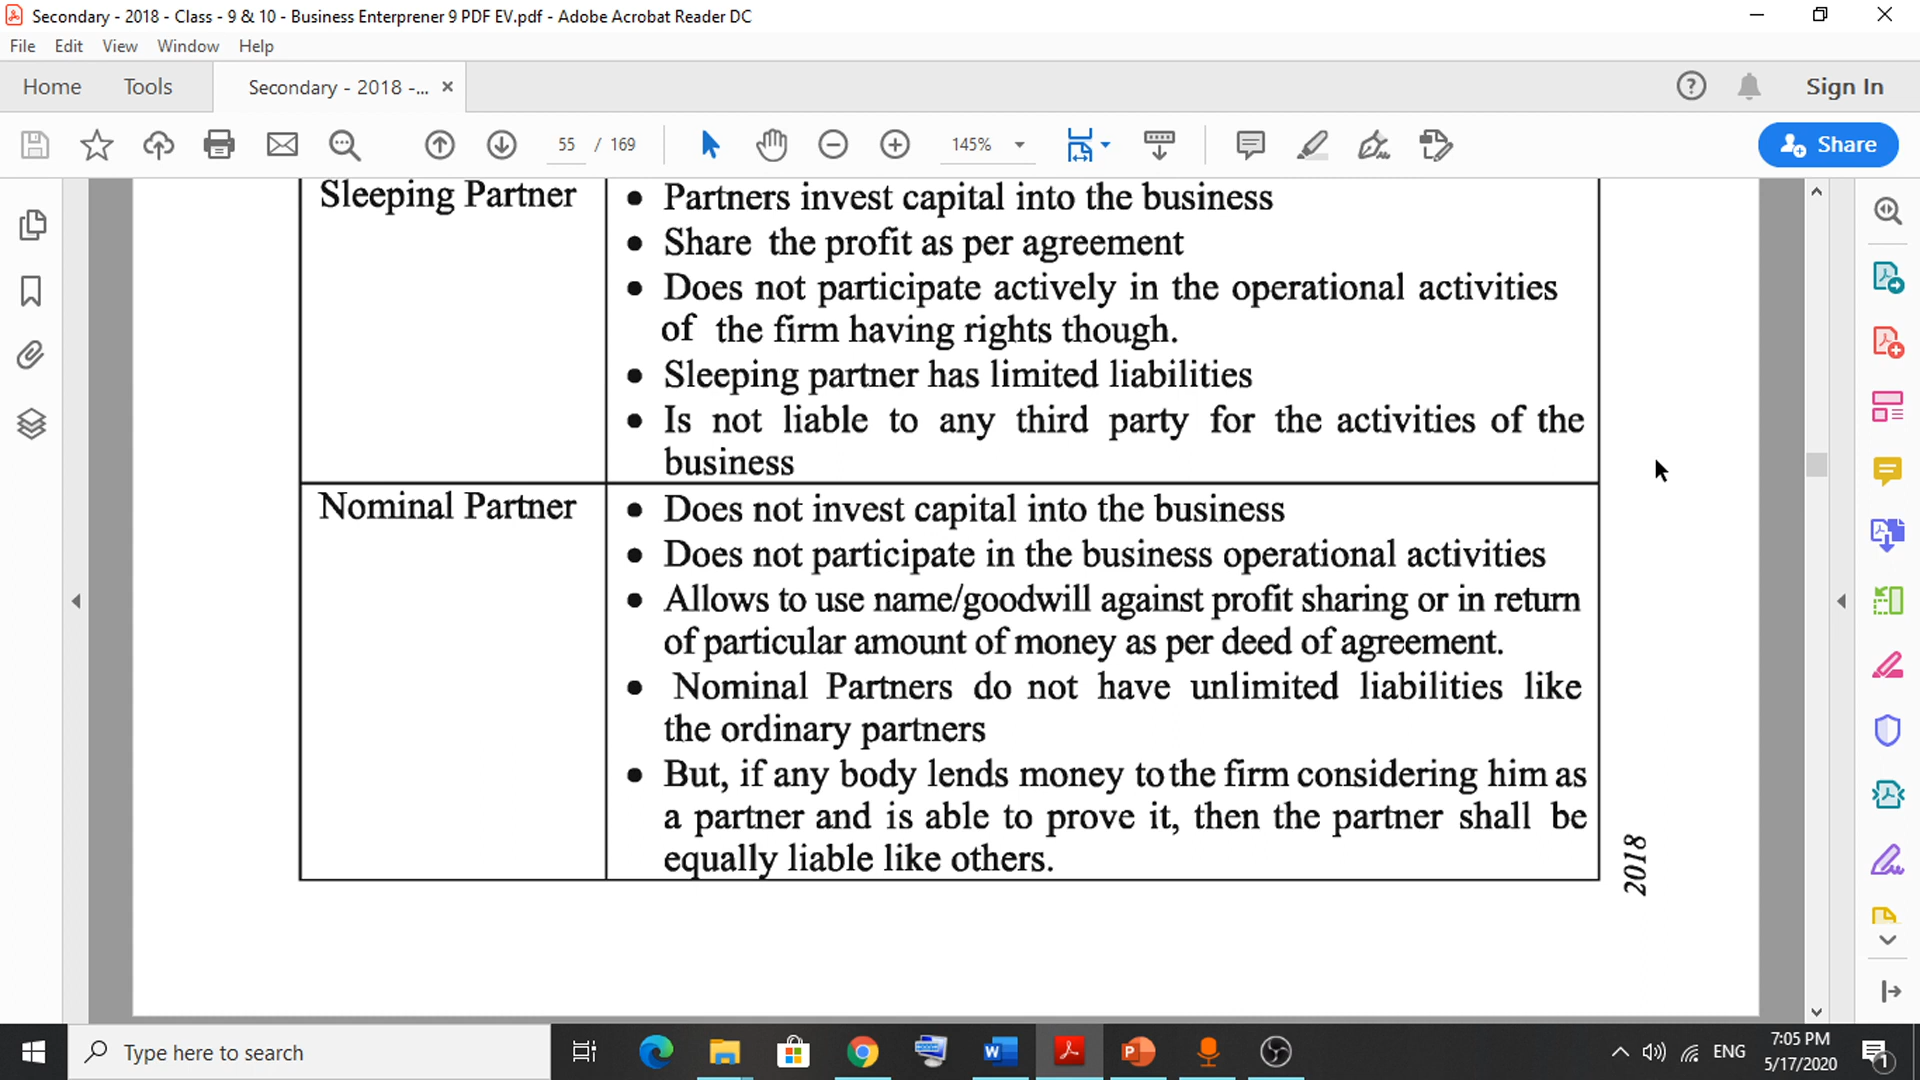 Secondary - 2018 - Class - 9 & 10 - Business Enterprener 9 PDF EV.pdf - Adobe Acrobat Reader DC
File Edit View Window Help
Home Tools Secondary - 2018 -... × Sign In
55 / 169 145% Share
Sleeping Partner
• Partners invest capital into the business
• Share the profit as per agreement
• Does not participate actively in the operational activities
of the firm having rights though.
• Sleeping partner has limited liabilities
• Is not liable to any third party for the activities of the
business
Nominal Partner
• Does not invest capital into the business
• Does not participate in the business operational activities
• Allows to use name/goodwill against profit sharing or in return
of particular amount of money as per deed of agreement.
• Nominal Partners do not have unlimited liabilities like
the ordinary partners
• But, if any body lends money to the firm considering him as
a partner and is able to prove it, then the partner shall be
equally liable like others.
2018
Type here to search
ENG
7:05 PM
5/17/2020
1